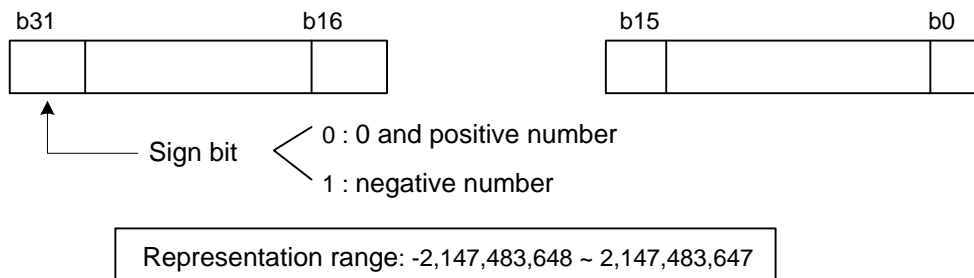 b31 b16 b15 b0
0 : 0 and positive number
Sign bit
1 : negative number
Representation range: -2,147,483,648 ~ 2,147,483,647